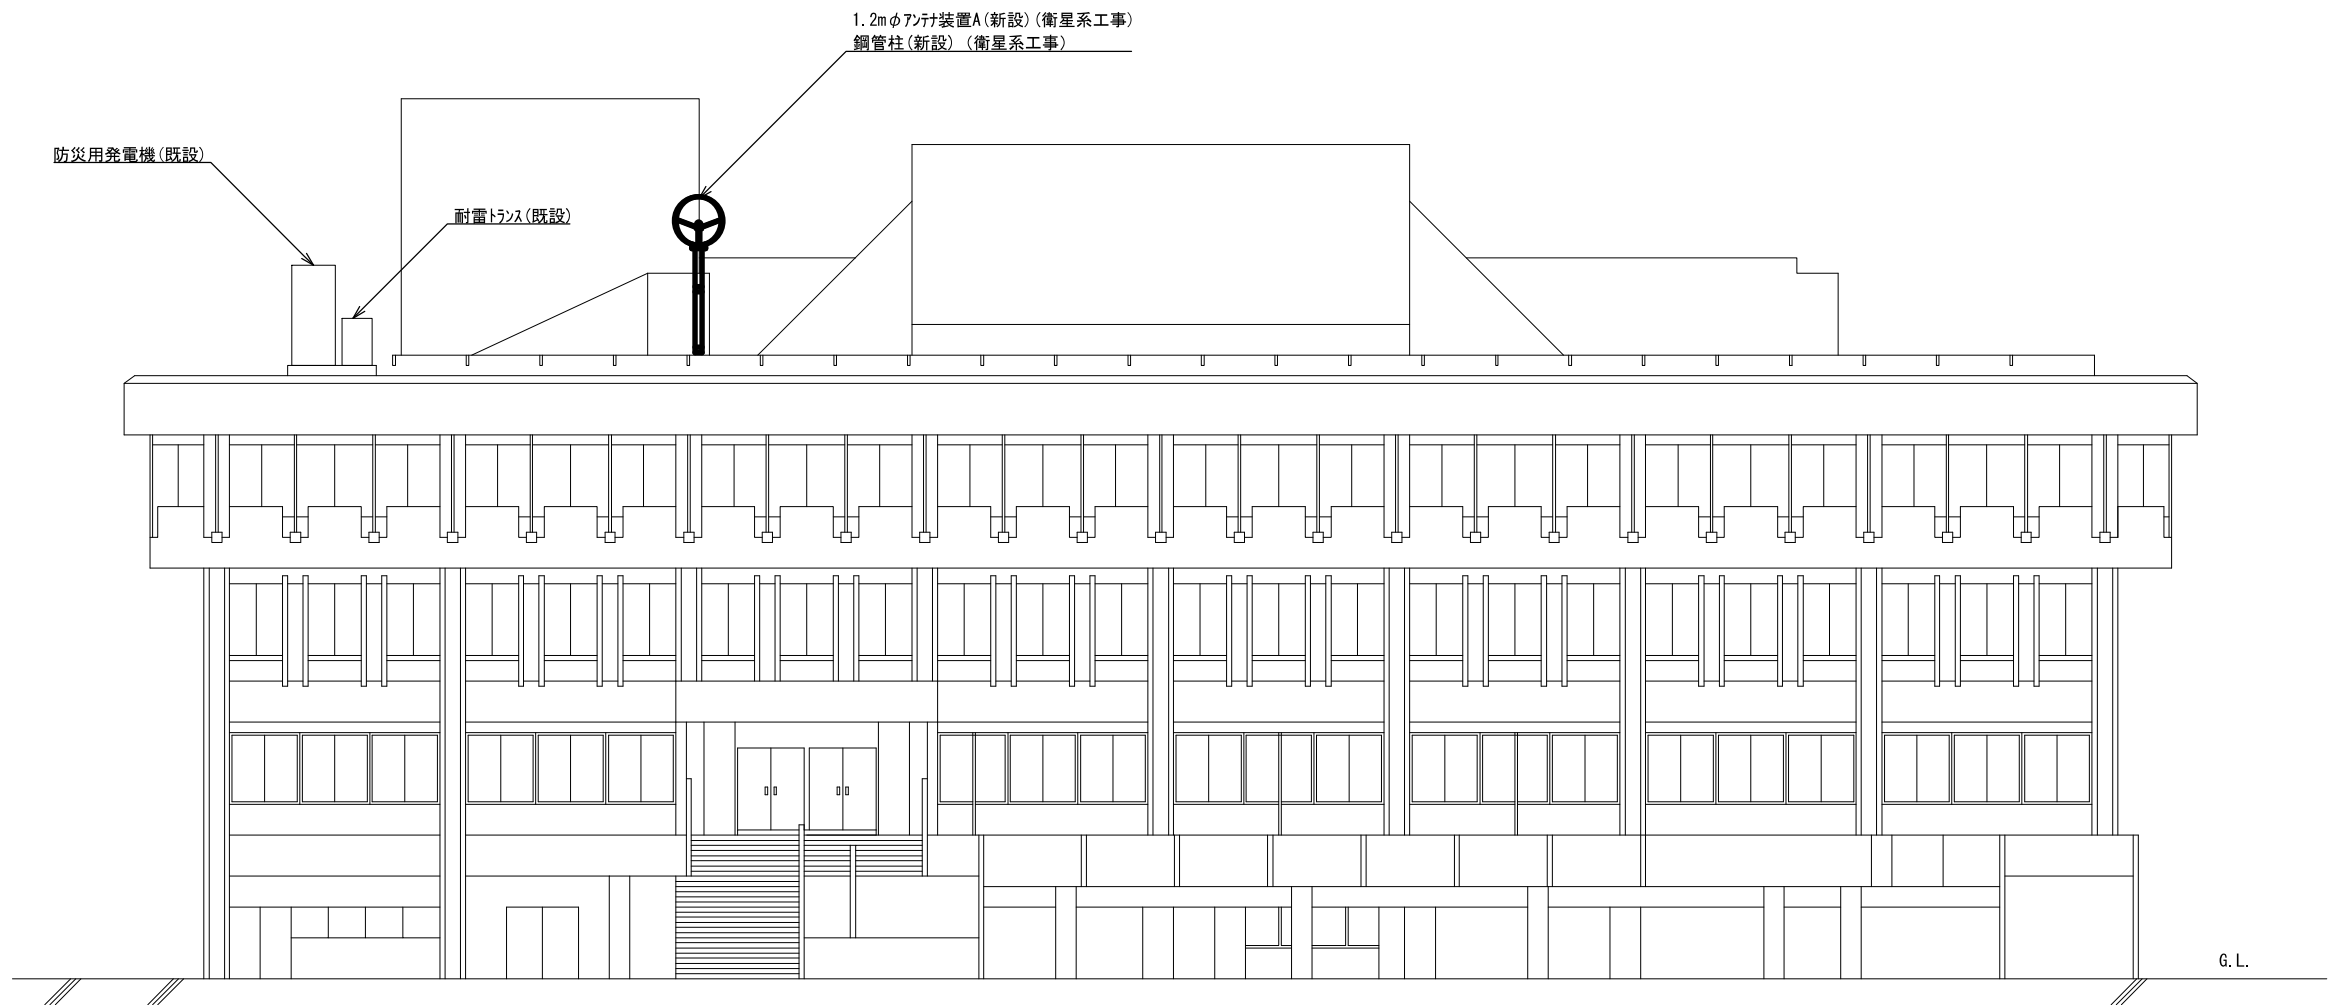 1.2mφｱﾝﾃﾅ装置A(新設)(衛星系工事)
鋼管柱(新設)(衛星系工事)
防災用発電機(既設)
耐雷ﾄﾗﾝｽ(既設)
G.L.